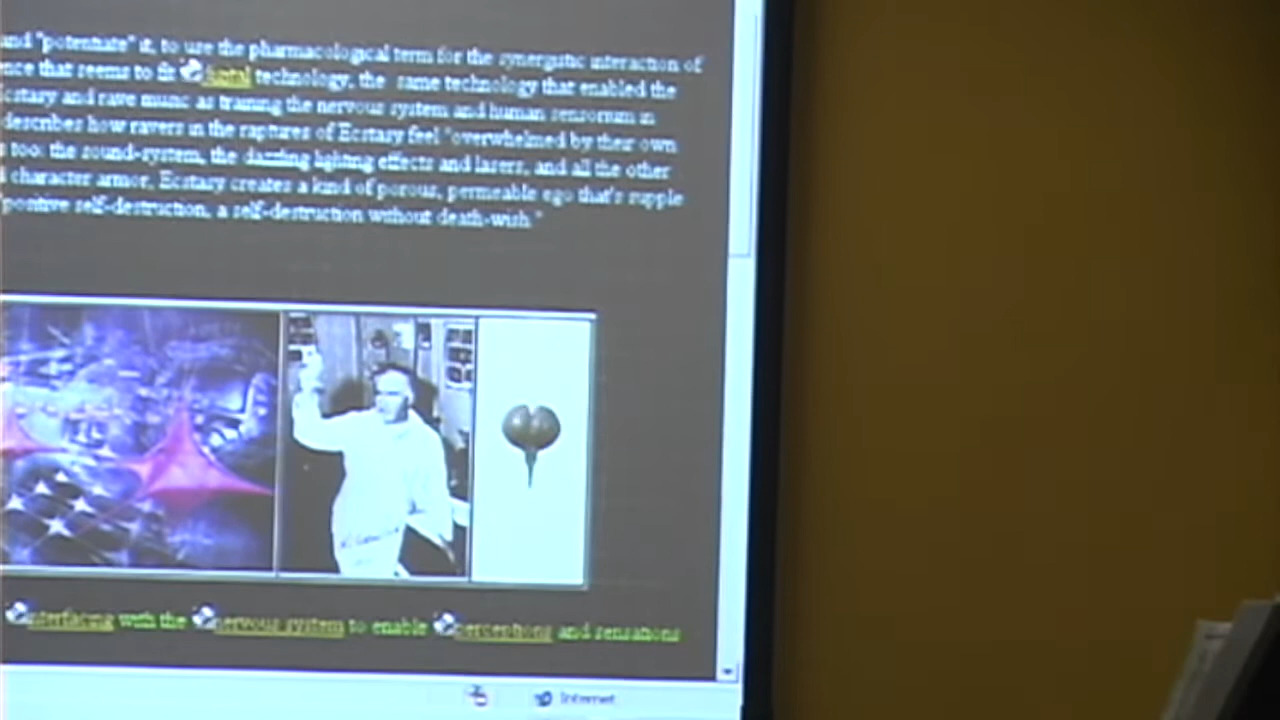 and "potentiate" it, to use the pharmacological term for the synergistic interaction of
nce that seems to fit digital technology, the same technology that enabled the
Ecstasy and rave music as training the nervous system and human sensorium in
describes how ravers in the raptures of Ecstasy feel "overwhelmed by their own
s too: the sound-system, the dazzling lighting effects and lasers, and all the other
l character armor, Ecstasy creates a kind of porous, permeable ego that's supple
"positive self-destruction, a self-destruction without death-wish."
interfacing with the nervous system to enable perceptions and sensations
Internet